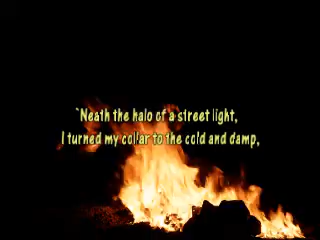 `Neath the halo of a street light,
I turned my collar to the cold and damp,